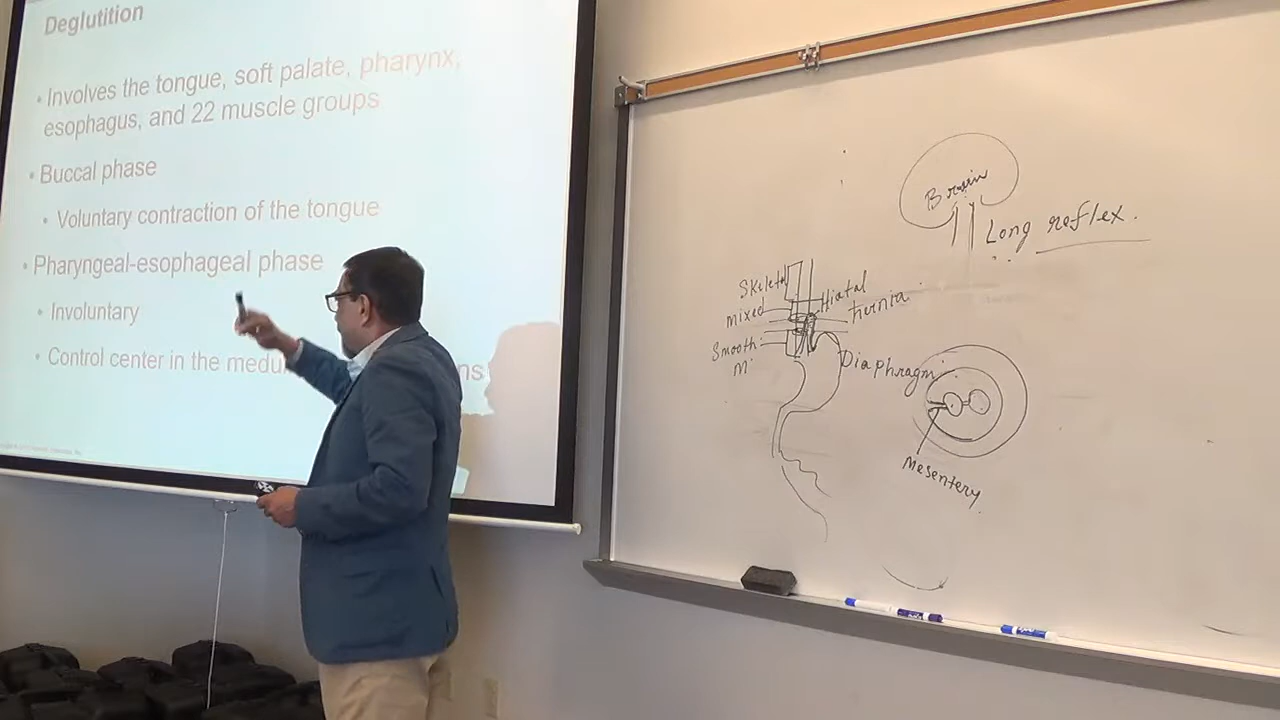 Deglutition
• Involves the tongue, soft palate, pharynx,
esophagus, and 22 muscle groups
• Buccal phase
• Voluntary contraction of the tongue
• Pharyngeal-esophageal phase
• Involuntary
• Control center in the medu
ns
Brain
Long reflex.
Skeletal
mixed
Smooth
m
Hiatal
hernia
Diaphragm
Mesentery